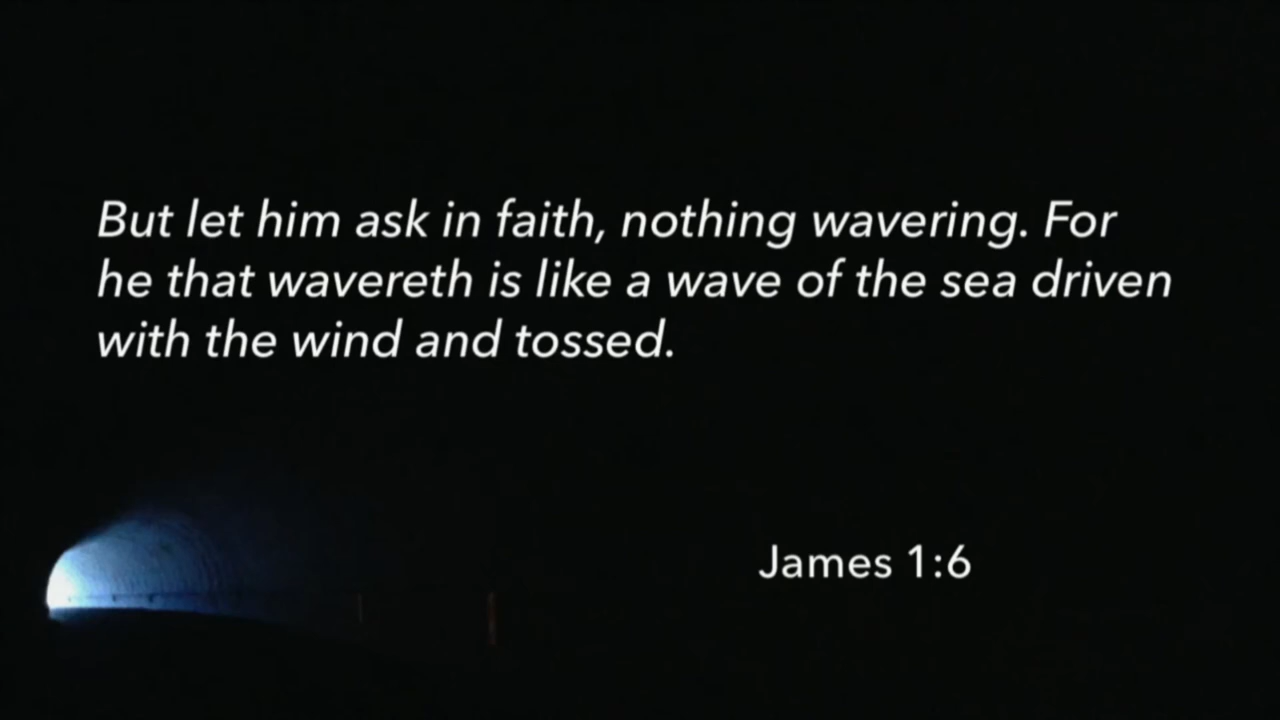 But let him ask in faith, nothing wavering. For
he that wavereth is like a wave of the sea driven
with the wind and tossed.
James 1:6